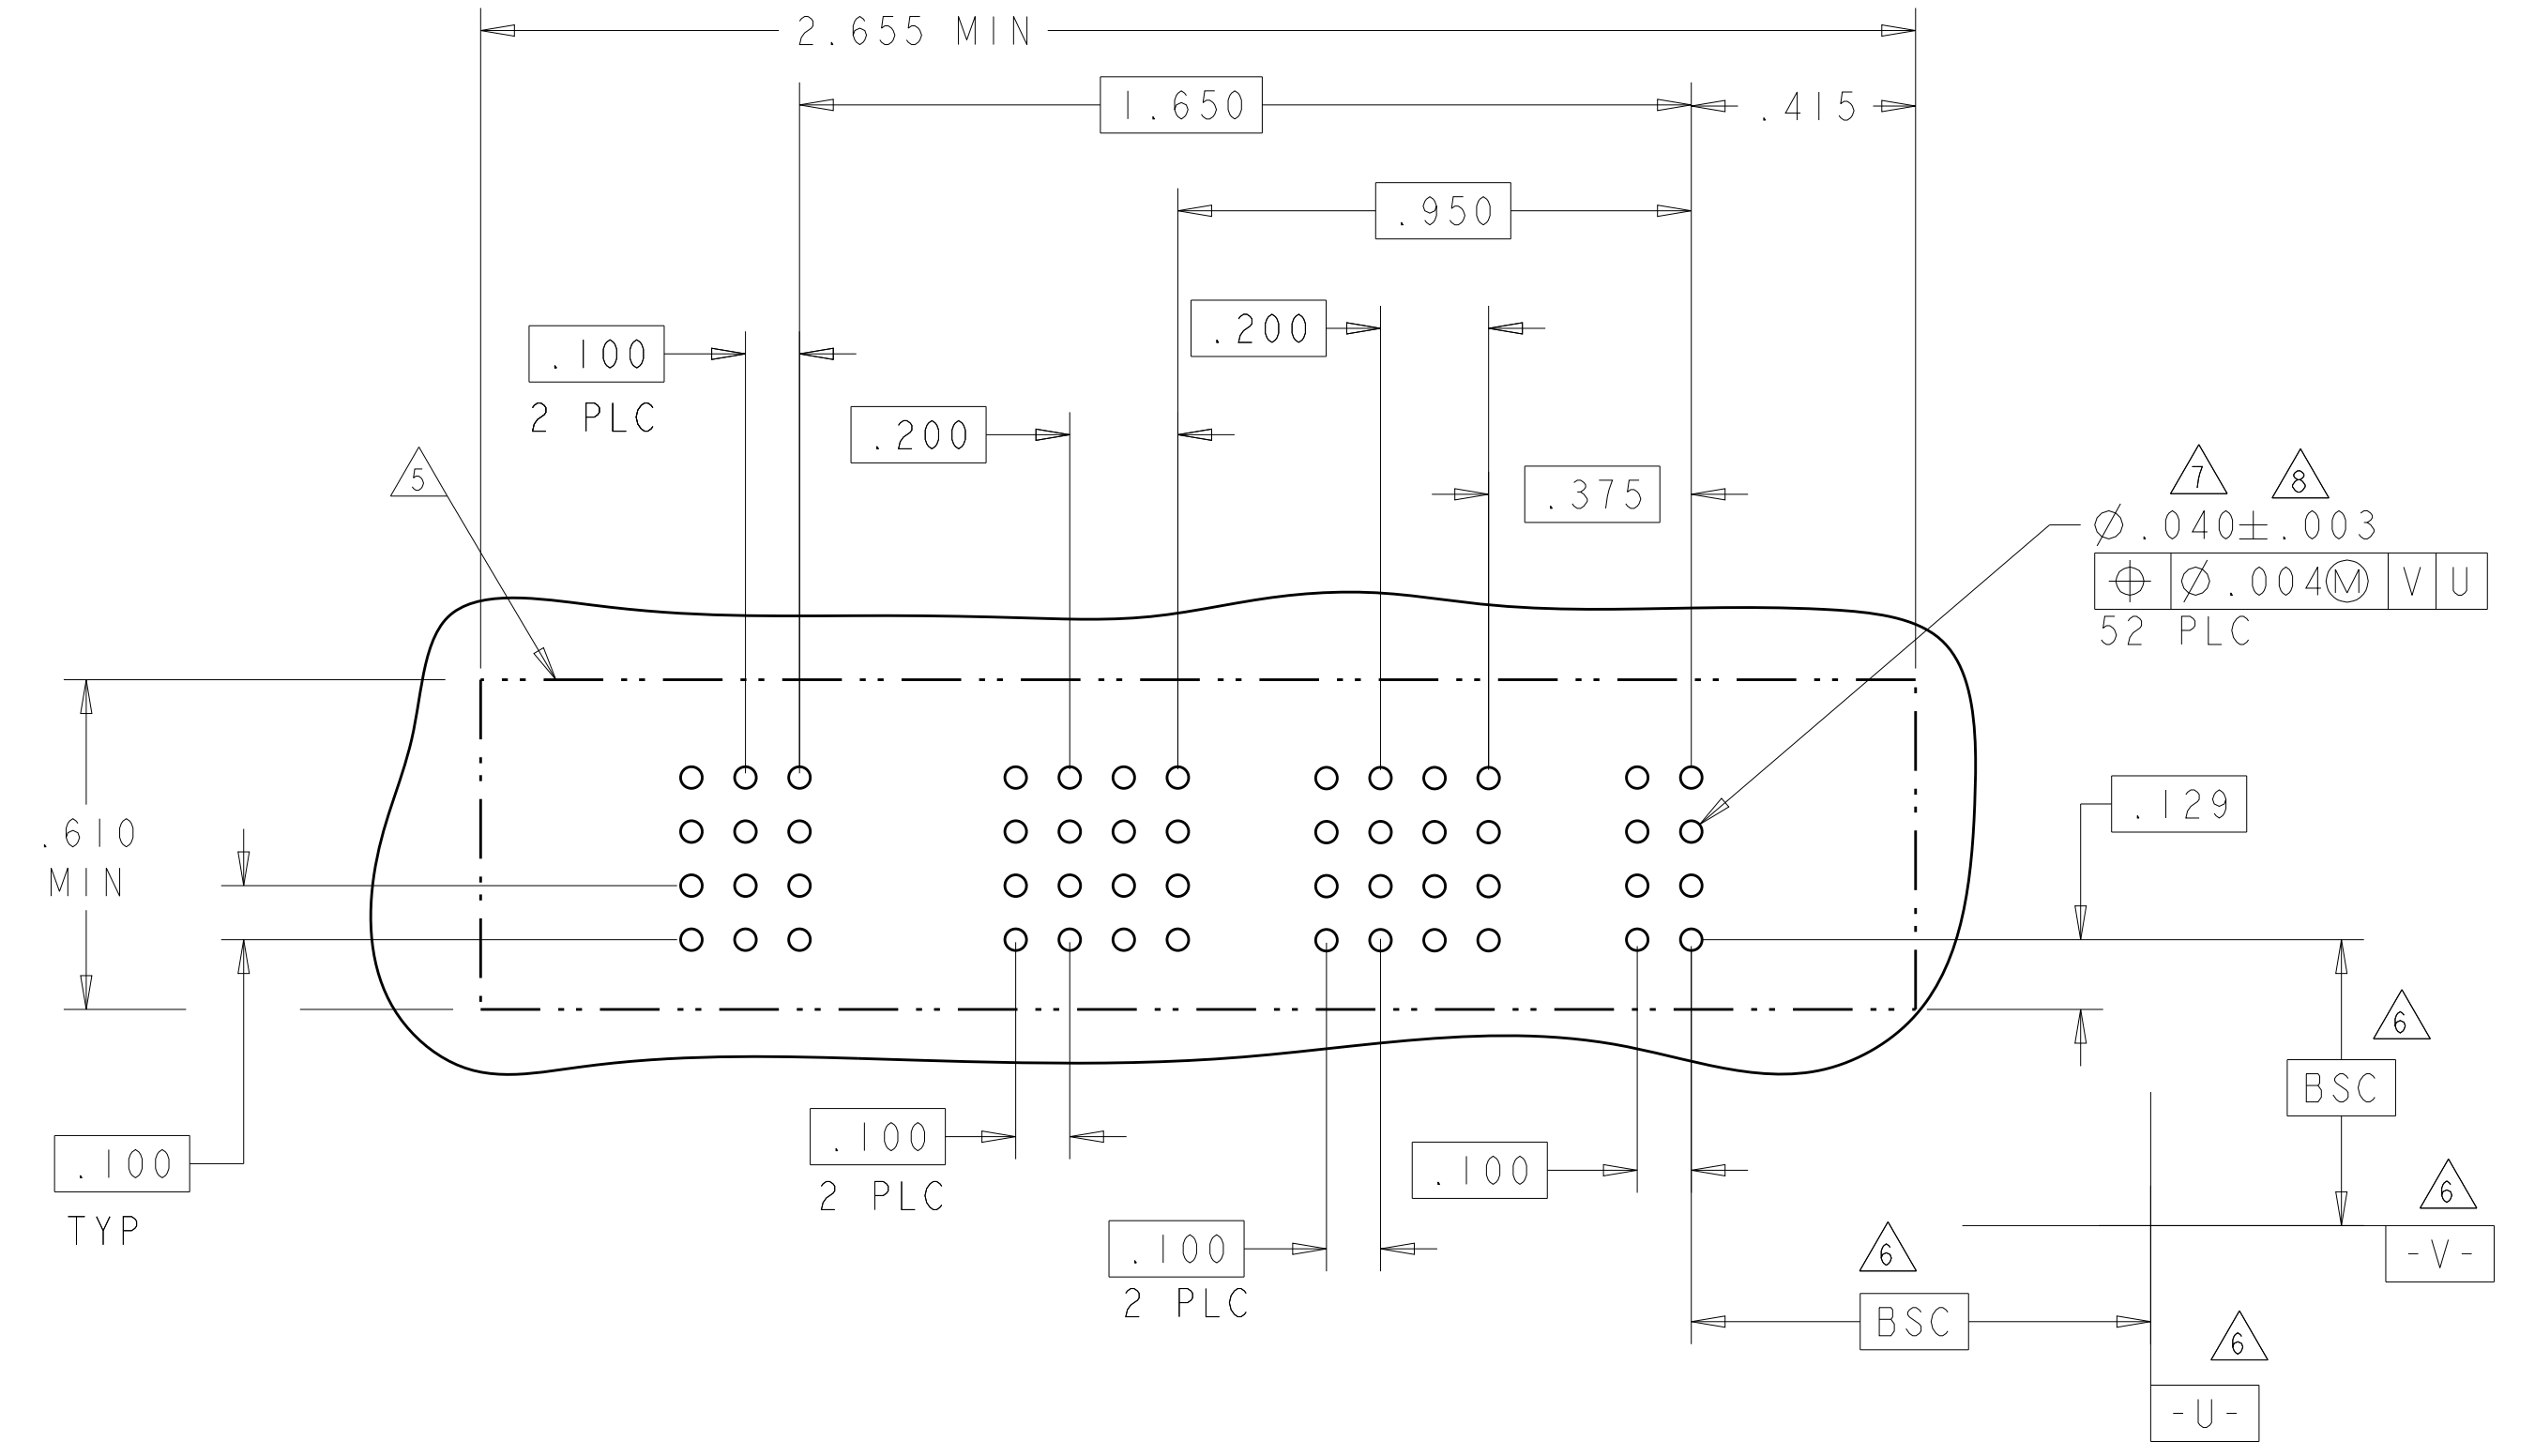 2.655 MIN
1.650
.415
.950
.200
.100
2 PLC
.200
5
.375
7
8
⌀.040±.003
⌖ ⌀.004Ⓜ V U
52 PLC
.129
.610
MIN
6
BSC
.100
2 PLC
.100
TYP
.100
6
.100
2 PLC
6
-V-
BSC
6
-U-